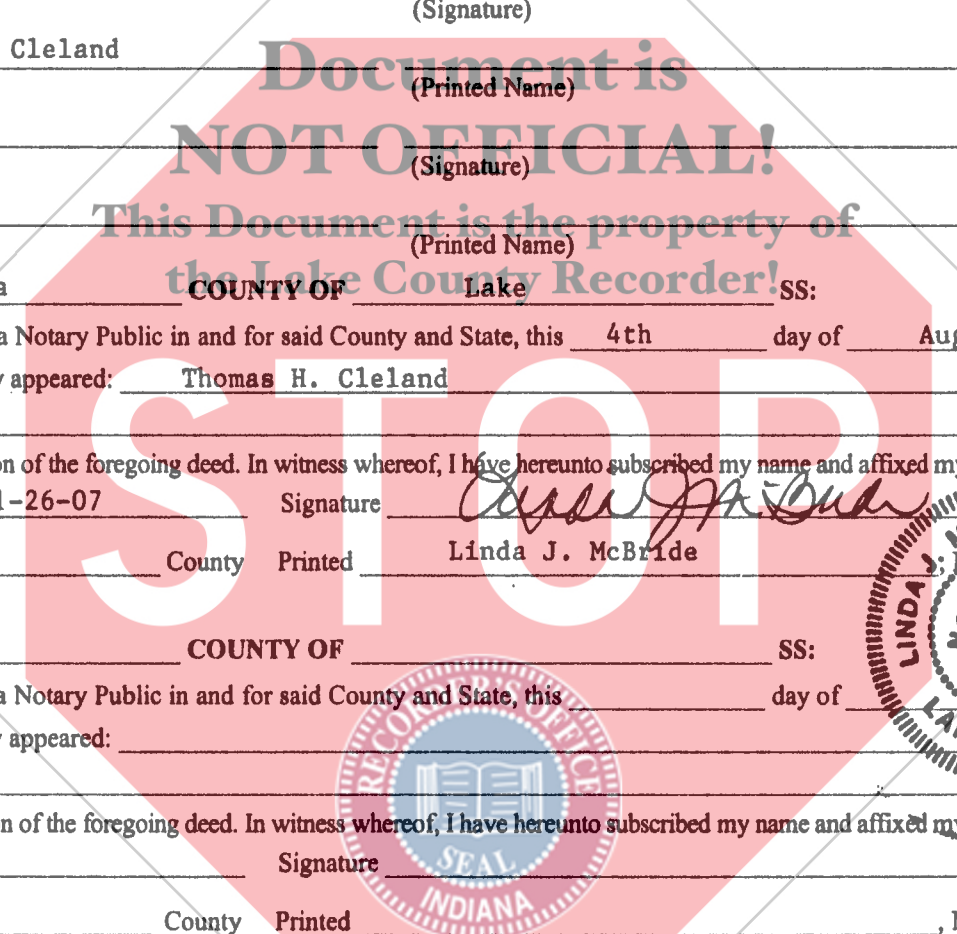 (Signature)
Cleland
Document is
(Printed Name)
NOT OFFICIAL!
(Signature)
This Document is the property of
(Printed Name)
the Lake County Recorder!
a COUNTY OF Lake SS:
a Notary Public in and for said County and State, this 4th day of Aug
y appeared: Thomas H. Cleland
STOP
on of the foregoing deed. In witness whereof, I have hereunto subscribed my name and affixed my
1-26-07 Signature Linda J. McBride
County Printed Linda J. McBride
LINDA J.
COUNTY OF SS:
a Notary Public in and for said County and State, this day of
y appeared:
RECORDER'S OFFICE
n of the foregoing deed. In witness whereof, I have hereunto subscribed my name and affixed my
SEAL
Signature
INDIANA
County Printed